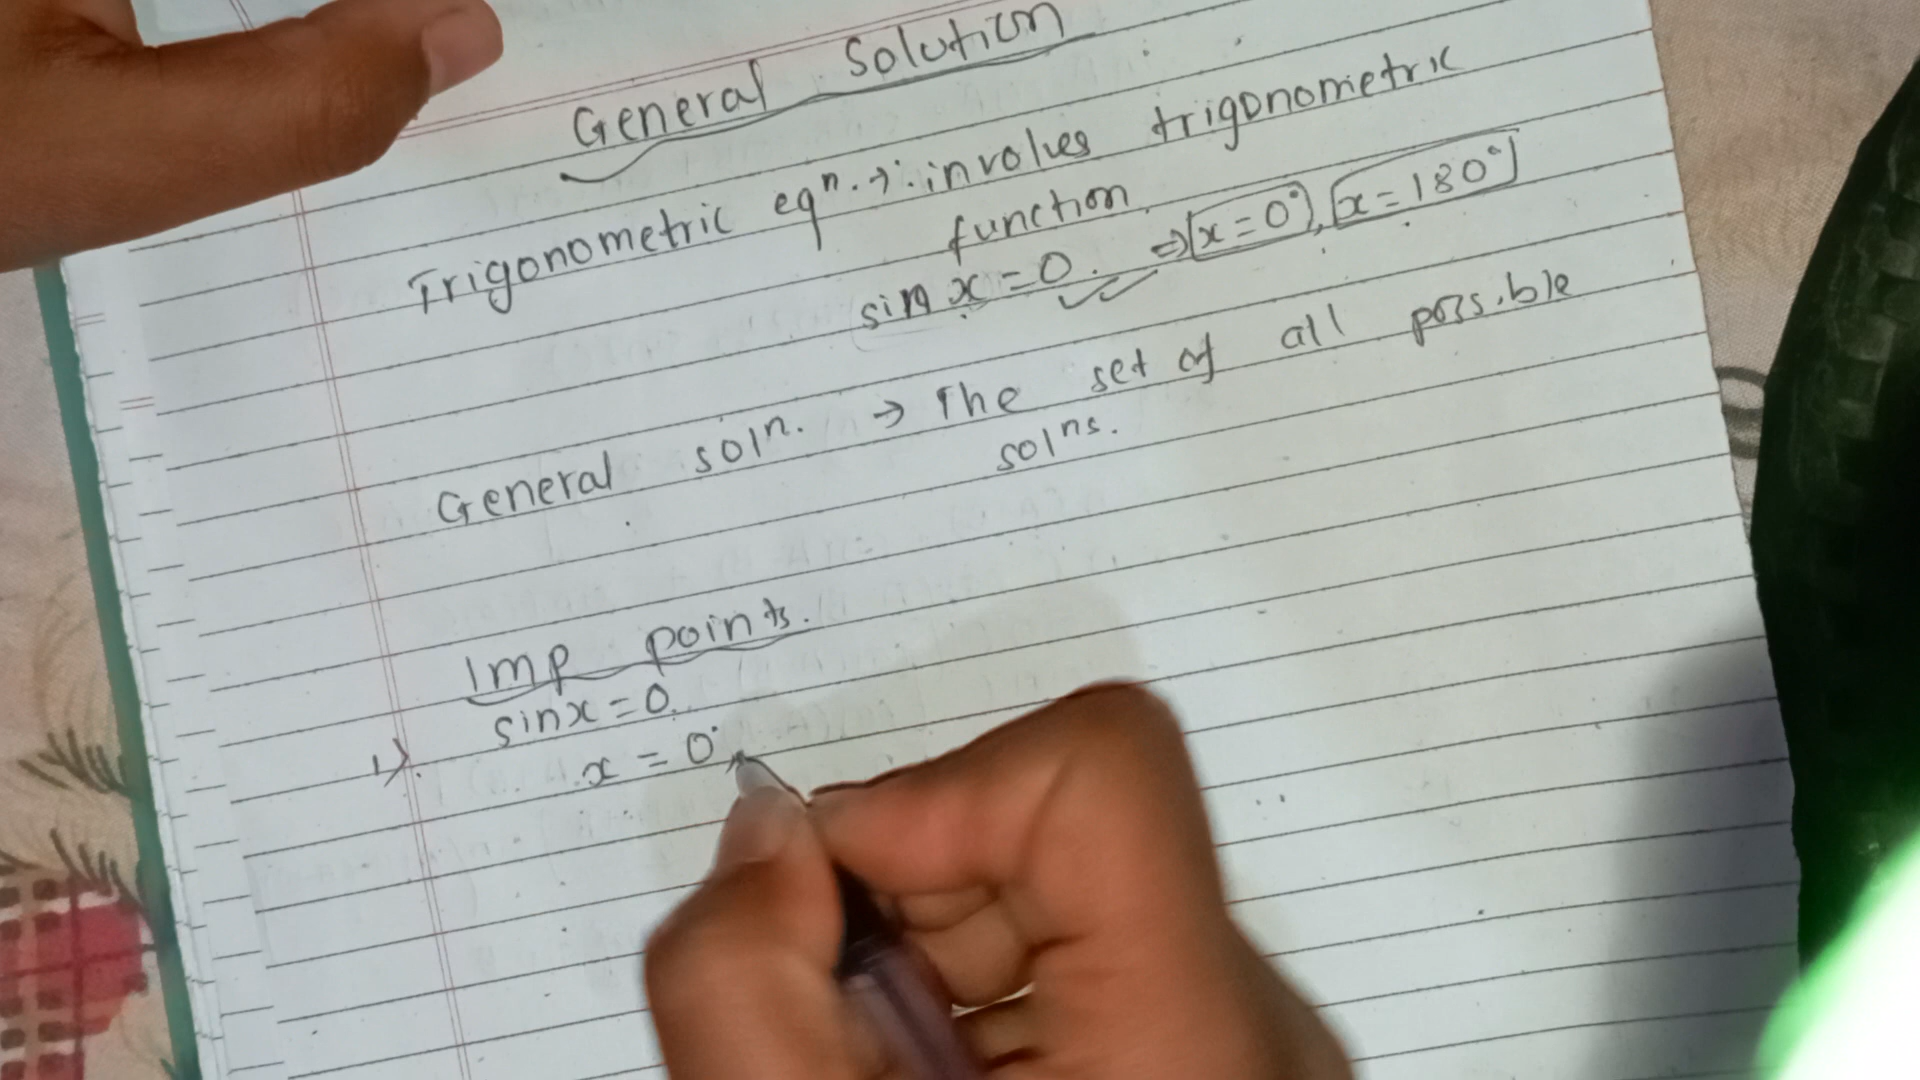 General Solution
Trigonometric eqⁿ. → involves trigonometric
function.
sin x = 0. ⇒ x = 0°, x = 180°
General solⁿ. → The set of all possible
solⁿˢ.
Imp points.
1). sinx = 0.
x = 0°,